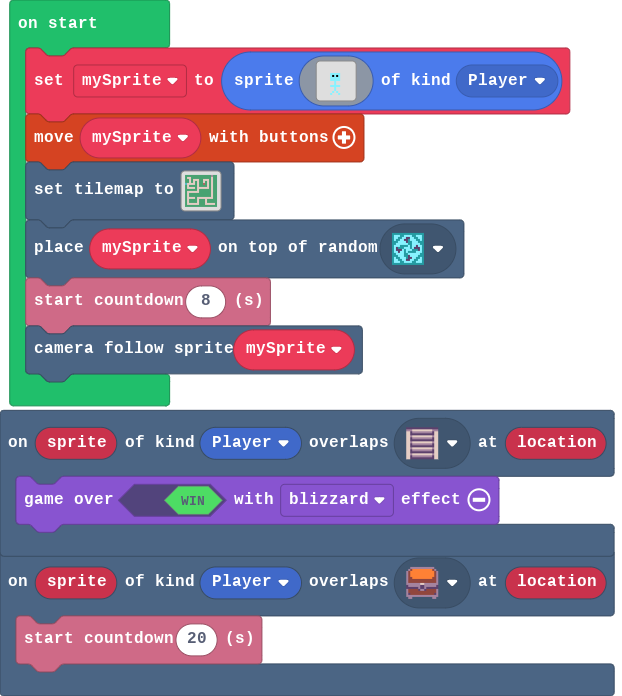 on start
set mySprite to sprite of kind Player
move mySprite with buttons
set tilemap to
place mySprite on top of random
start countdown 8 (s)
camera follow sprite mySprite
on sprite of kind Player overlaps at location
game over WIN with blizzard effect
on sprite of kind Player overlaps at location
start countdown 20 (s)